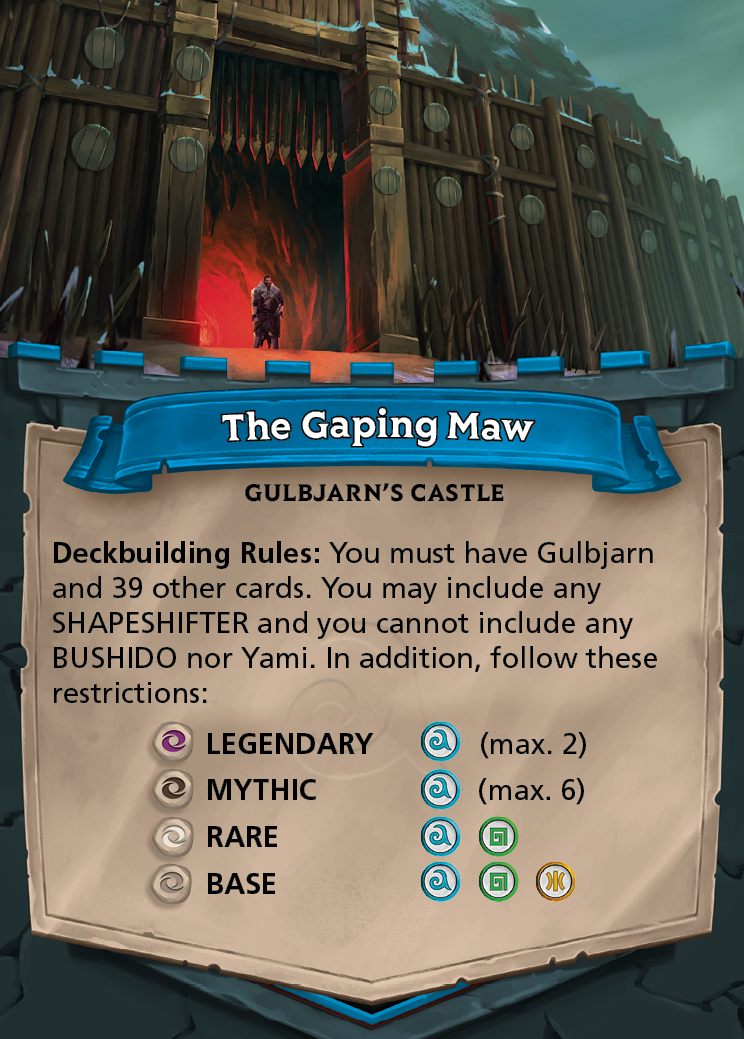 The Gaping Maw
GULBJARN'S CASTLE
Deckbuilding Rules: You must have Gulbjarn
and 39 other cards. You may include any
SHAPESHIFTER and you cannot include any
BUSHIDO nor Yami. In addition, follow these
restrictions:
LEGENDARY (max. 2)
MYTHIC (max. 6)
RARE
BASE